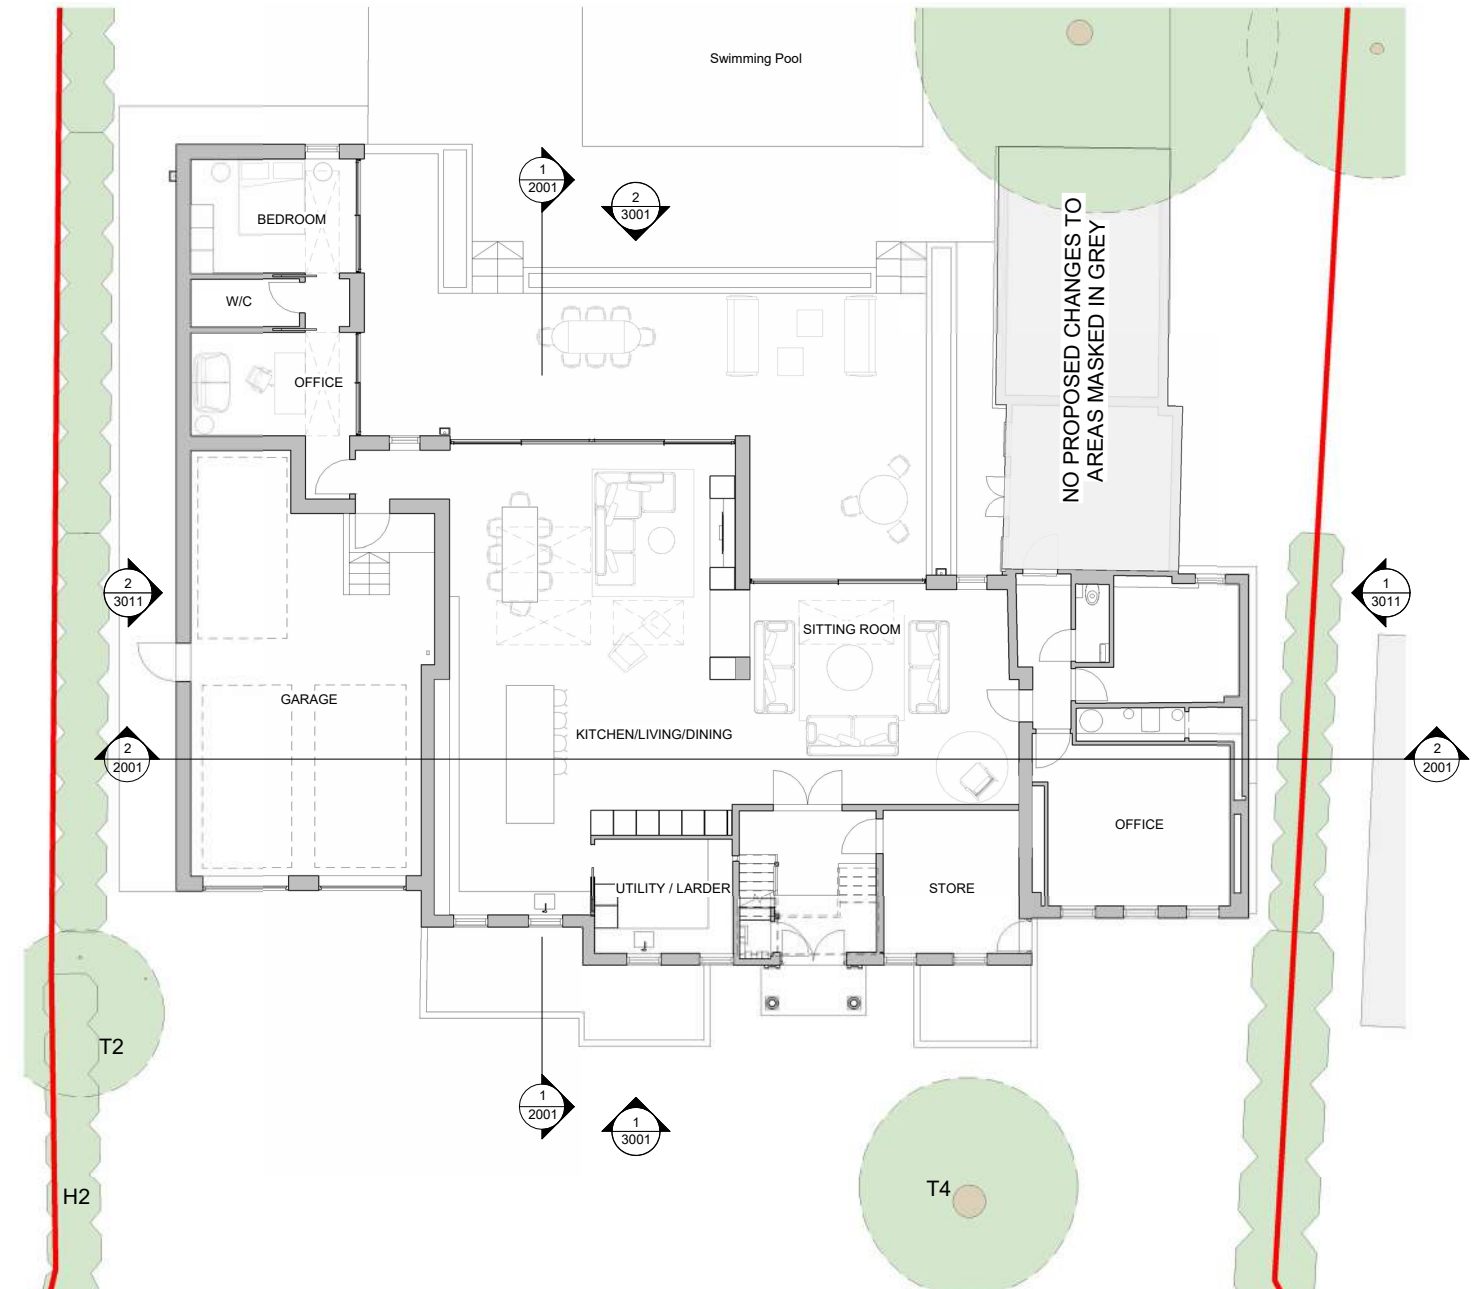 Swimming Pool
1
2001
2
3001
NO PROPOSED CHANGES TO
AREAS MASKED IN GREY
BEDROOM
W/C
OFFICE
2
3011
1
3011
SITTING ROOM
GARAGE
KITCHEN/LIVING/DINING
2
2001
2
2001
OFFICE
UTILITY / LARDER
STORE
T2
1
2001
1
3001
H2
T4